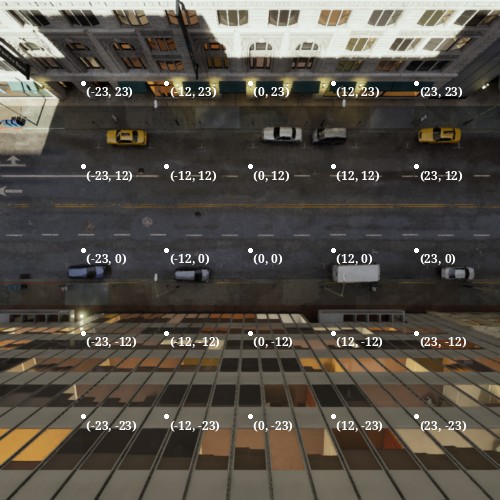 (-23, 23) (-12, 23) (0, 23) (12, 23) (23, 23)
(-23, 12) (-12, 12) (0, 12) (12, 12) (23, 12)
(-23, 0) (-12, 0) (0, 0) (12, 0) (23, 0)
(-23, -12) (-12, -12) (0, -12) (12, -12) (23, -12)
(-23, -23) (-12, -23) (0, -23) (12, -23) (23, -23)